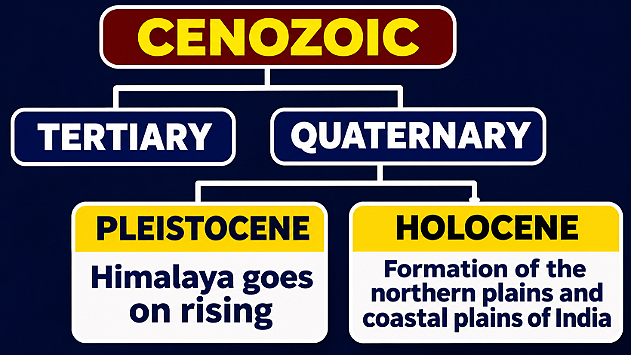 CENOZOIC
TERTIARY
QUATERNARY
PLEISTOCENE
Himalaya goes
on rising
HOLOCENE
Formation of the
northern plains and
coastal plains of India